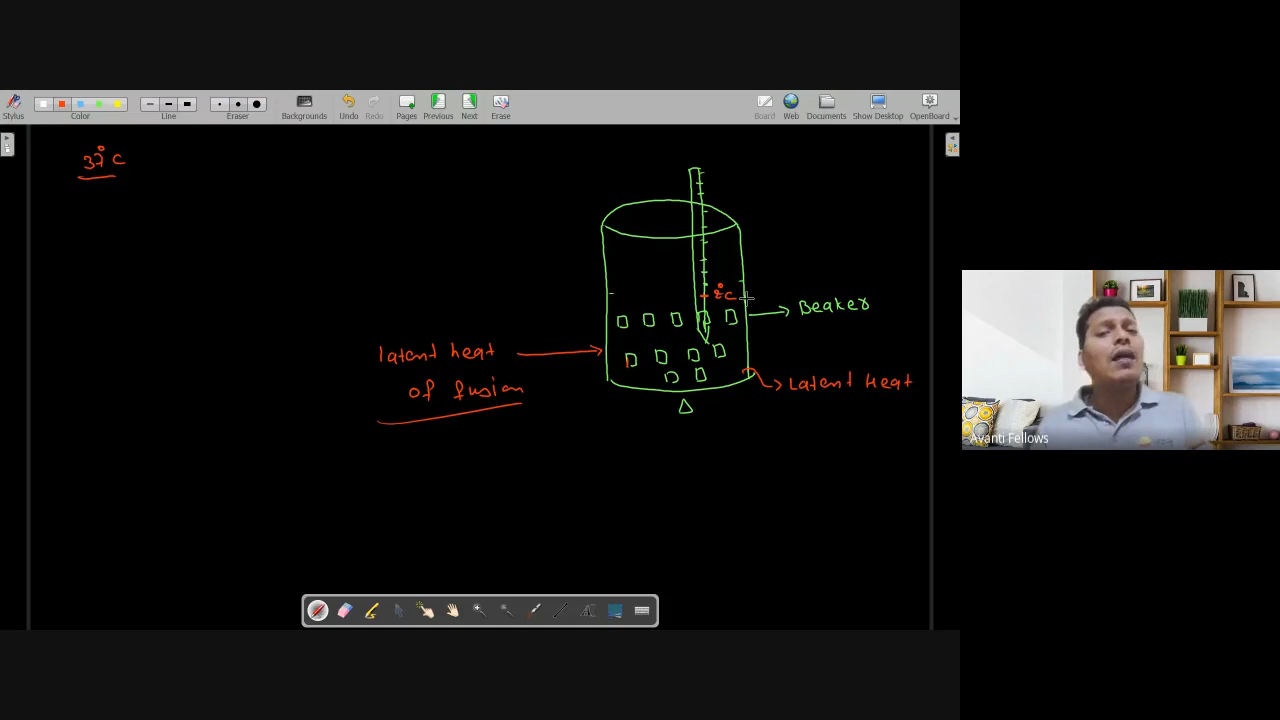 Stylus
Color
Line
Eraser
Backgrounds
Undo
Redo
Pages
Previous
Next
Erase
Board
Web
Documents
Show Desktop
OpenBoard
37°C
°C
Beaker
latent heat
of fusion
Latent Heat
Δ
Avanti Fellows